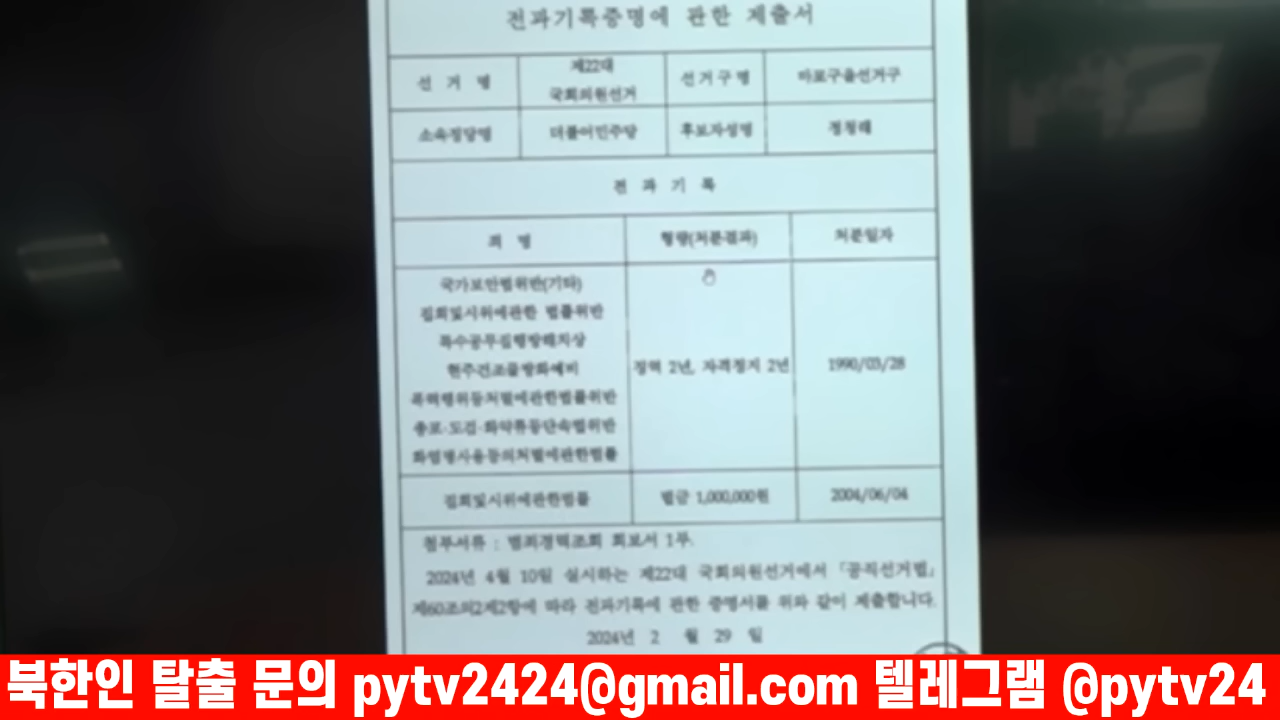 전과기록증명에 관한 제출서
선 거 명
제22대
국회의원선거
선 거 구 명
마포구을선거구
소속정당명
더불어민주당
후보자성명
정청래
전 과 기 록
죄 명
형량(처분결과)
처분일자
국가보안법위반(기타)
집회및시위에관한 법률위반
특수공무집행방해치상
현주건조물방화예비
폭력행위등처벌에관한법률위반
총포·도검·화약류등단속법위반
화염병사용등의처벌에관한법률
징역 2년, 자격정지 2년
1990/03/28
집회및시위에관한법률
벌금 1,000,000원
2004/06/04
첨부서류 : 범죄경력조회 회보서 1부.
2024년 4월 10일 실시하는 제22대 국회의원선거에서 「공직선거법」
제60조의2제2항에 따라 전과기록에 관한 증명서를 위와 같이 제출합니다.
2024년 2 월 29 일
북한인 탈출 문의 pytv2424@gmail.com 텔레그램 @pytv24